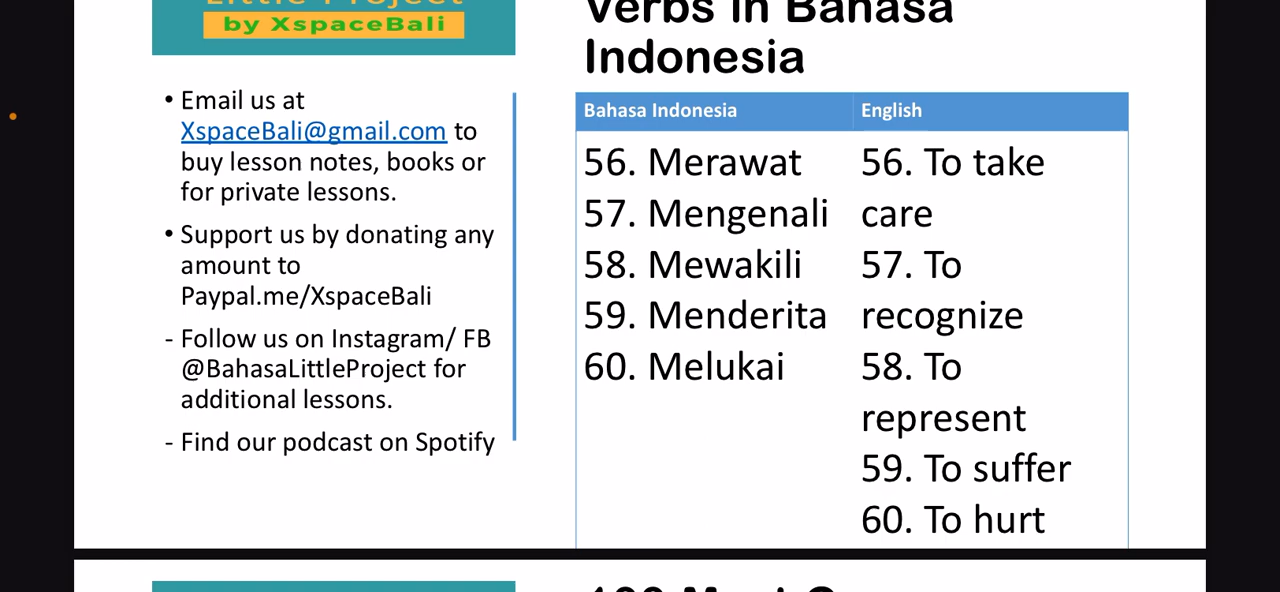 by XspaceBali
• Email us at
XspaceBali@gmail.com to
buy lesson notes, books or
for private lessons.
• Support us by donating any
amount to
Paypal.me/XspaceBali
- Follow us on Instagram/ FB
@BahasaLittleProject for
additional lessons.
- Find our podcast on Spotify
Verbs in Bahasa
Indonesia
Bahasa Indonesia
56. Merawat
57. Mengenali
58. Mewakili
59. Menderita
60. Melukai
English
56. To take
care
57. To
recognize
58. To
represent
59. To suffer
60. To hurt